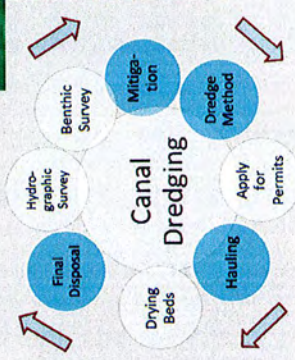 Canal
Dredging
Hydro-
graphic
Survey
Benthic
Survey
Mitiga-
tion
Dredge
Method
Apply
for
Permits
Hauling
Drying
Beds
Final
Disposal